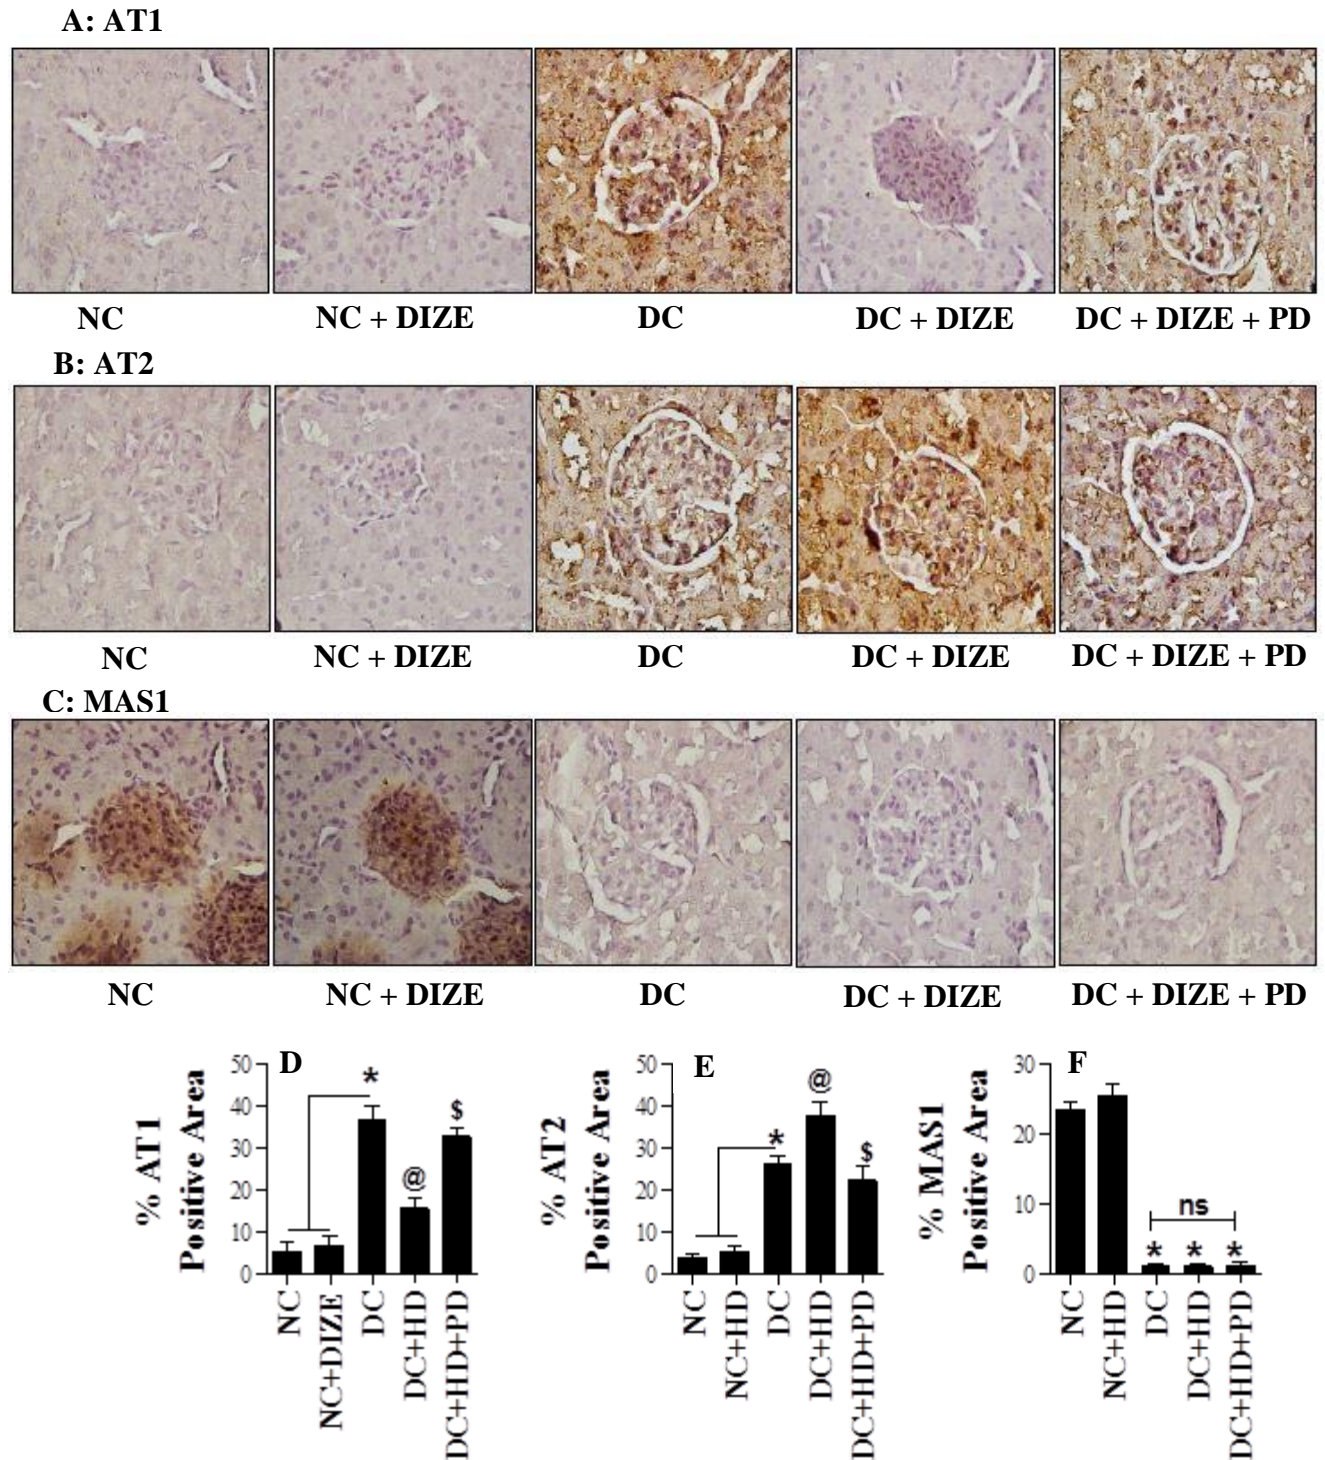 A: AT1
NC
NC + DIZE
DC
DC + DIZE
DC + DIZE + PD
B: AT2
NC
NC + DIZE
DC
DC + DIZE
DC + DIZE + PD
C: MAS1
NC
NC + DIZE
DC
DC + DIZE
DC + DIZE + PD
D
% AT1
Positive Area
50
40
30
20
10
0
*
@
$
NC
NC+DIZE
DC
DC+HD
DC+HD+PD
E
% AT2
Positive Area
50
40
30
20
10
0
*
@
$
NC
NC+HD
DC
DC+HD
DC+HD+PD
F
% MAS1
Positive Area
30
20
10
0
ns
* * *
NC
NC+HD
DC
DC+HD
DC+HD+PD